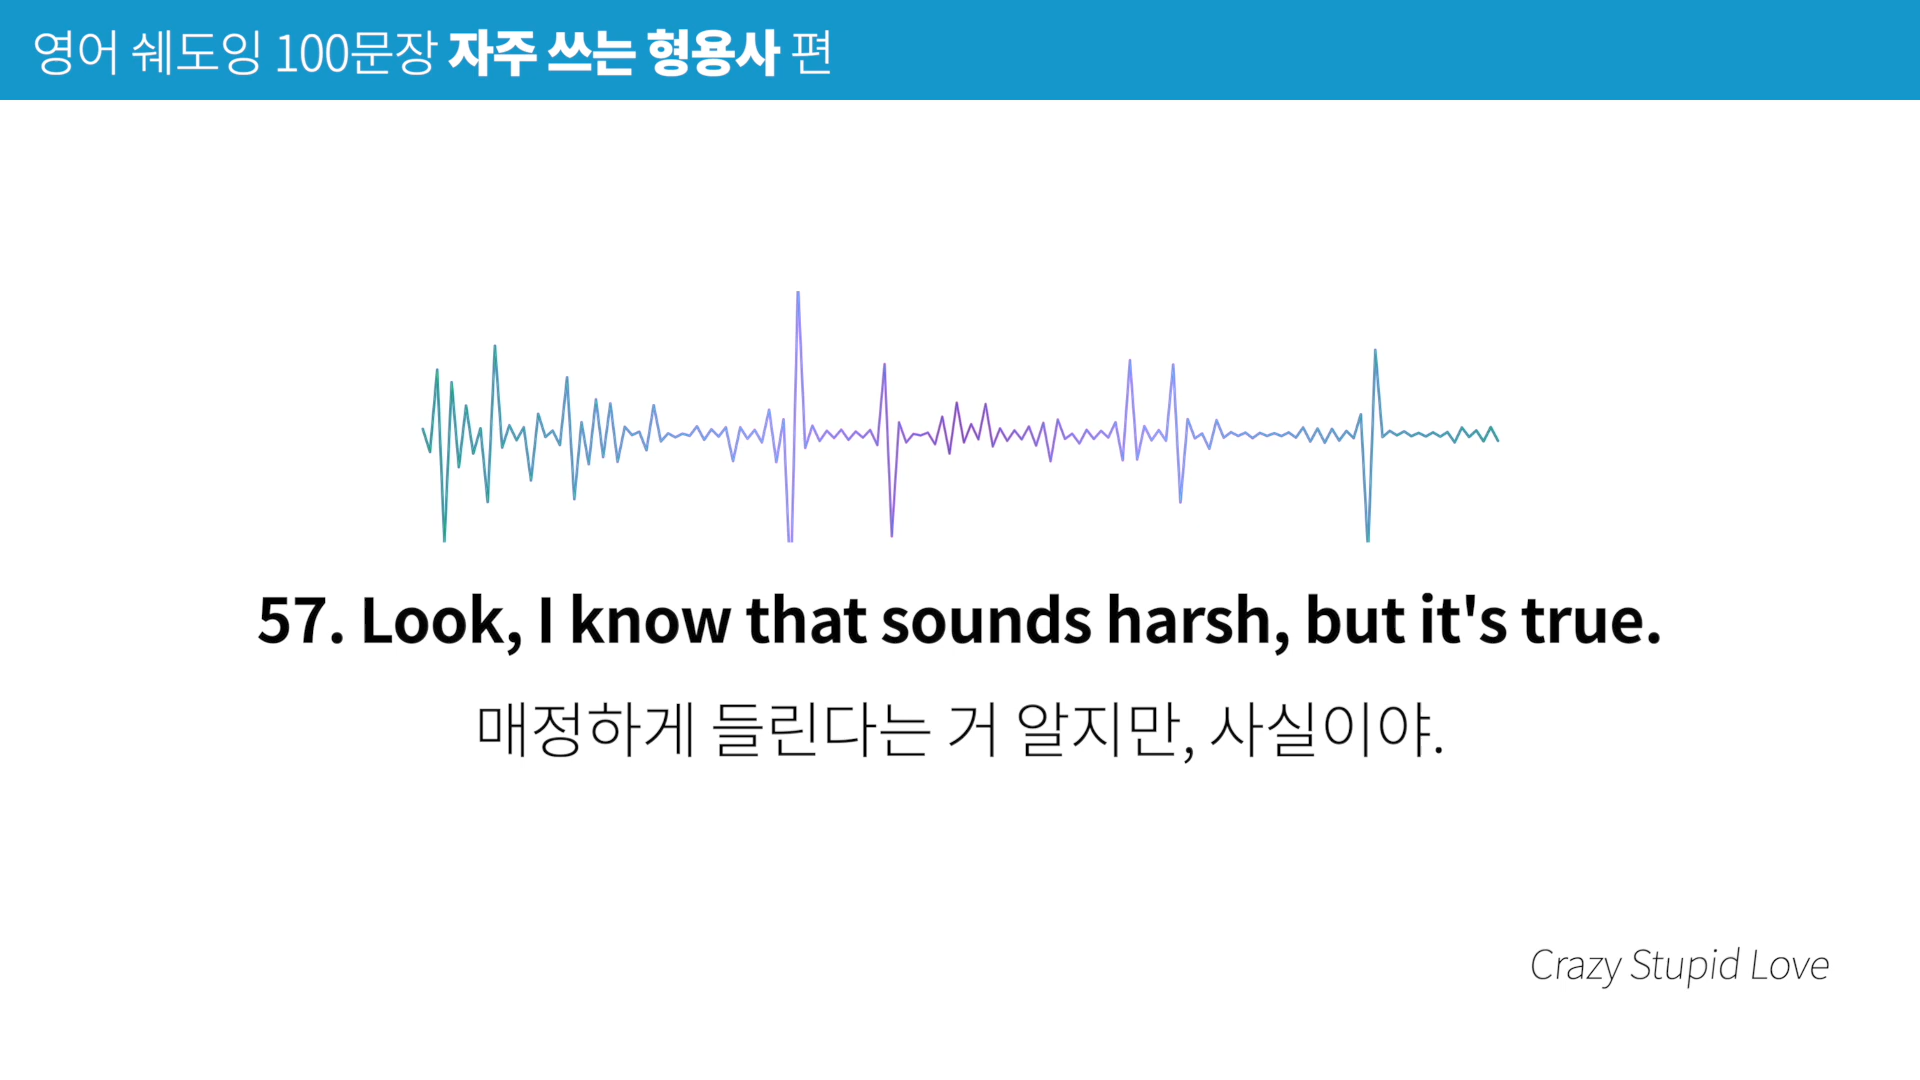 영어 쉐도잉 100문장 자주 쓰는 형용사 편
57. Look, I know that sounds harsh, but it's true.
매정하게 들린다는 거 알지만, 사실이야.
Crazy Stupid Love